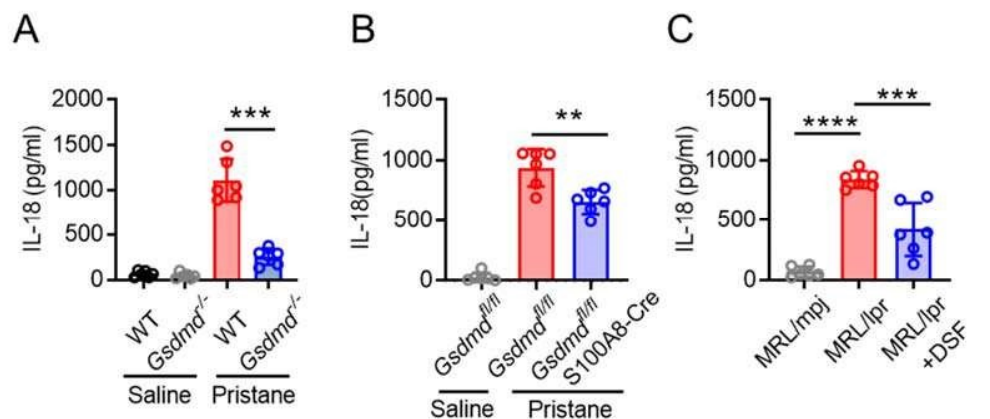 A
IL-18 (pg/ml)
2000
1500
1000
500
0
***
WT
Gsdmd-/-
WT
Gsdmd-/-
Saline
Pristane
B
IL-18(pg/ml)
1500
1000
500
0
**
Gsdmdfl/fl
Gsdmdfl/fl
Gsdmdfl/fl
S100A8-Cre
Saline
Pristane
C
IL-18 (pg/ml)
1500
1000
500
0
****
***
MRL/mpj
MRL/lpr
MRL/lpr
+DSF